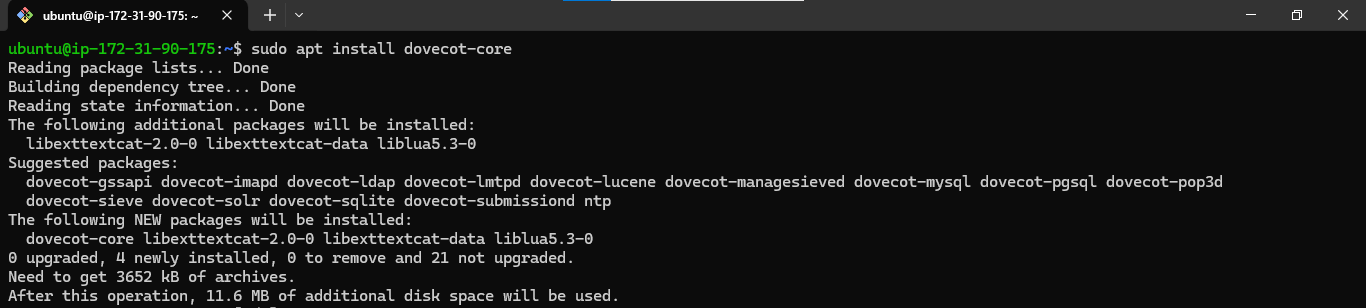 ubuntu@ip-172-31-90-175: ~
ubuntu@ip-172-31-90-175:~$ sudo apt install dovecot-core
Reading package lists... Done
Building dependency tree... Done
Reading state information... Done
The following additional packages will be installed:
  libexttextcat-2.0-0 libexttextcat-data liblua5.3-0
Suggested packages:
  dovecot-gssapi dovecot-imapd dovecot-ldap dovecot-lmtpd dovecot-lucene dovecot-managesieved dovecot-mysql dovecot-pgsql dovecot-pop3d
  dovecot-sieve dovecot-solr dovecot-sqlite dovecot-submissiond ntp
The following NEW packages will be installed:
  dovecot-core libexttextcat-2.0-0 libexttextcat-data liblua5.3-0
0 upgraded, 4 newly installed, 0 to remove and 21 not upgraded.
Need to get 3652 kB of archives.
After this operation, 11.6 MB of additional disk space will be used.